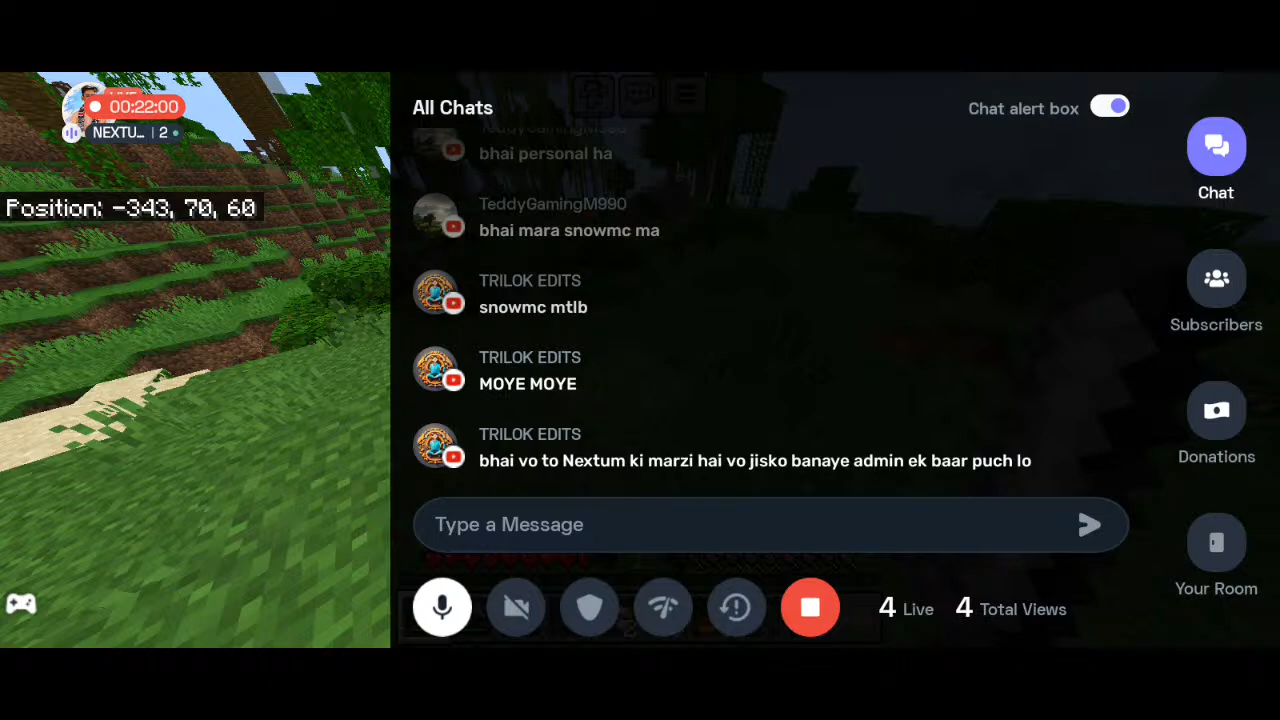 LIVE
00:22:00
NEXTU_ | 2
Position: -343, 70, 60
All Chats
Chat alert box
TeddyGamingM990
bhai personal ha
TeddyGamingM990
bhai mara snowmc ma
TRILOK EDITS
snowmc mtlb
TRILOK EDITS
MOYE MOYE
TRILOK EDITS
bhai vo to Nextum ki marzi hai vo jisko banaye admin ek baar puch lo
Type a Message
4 Live 4 Total Views
Chat
Subscribers
Donations
Your Room